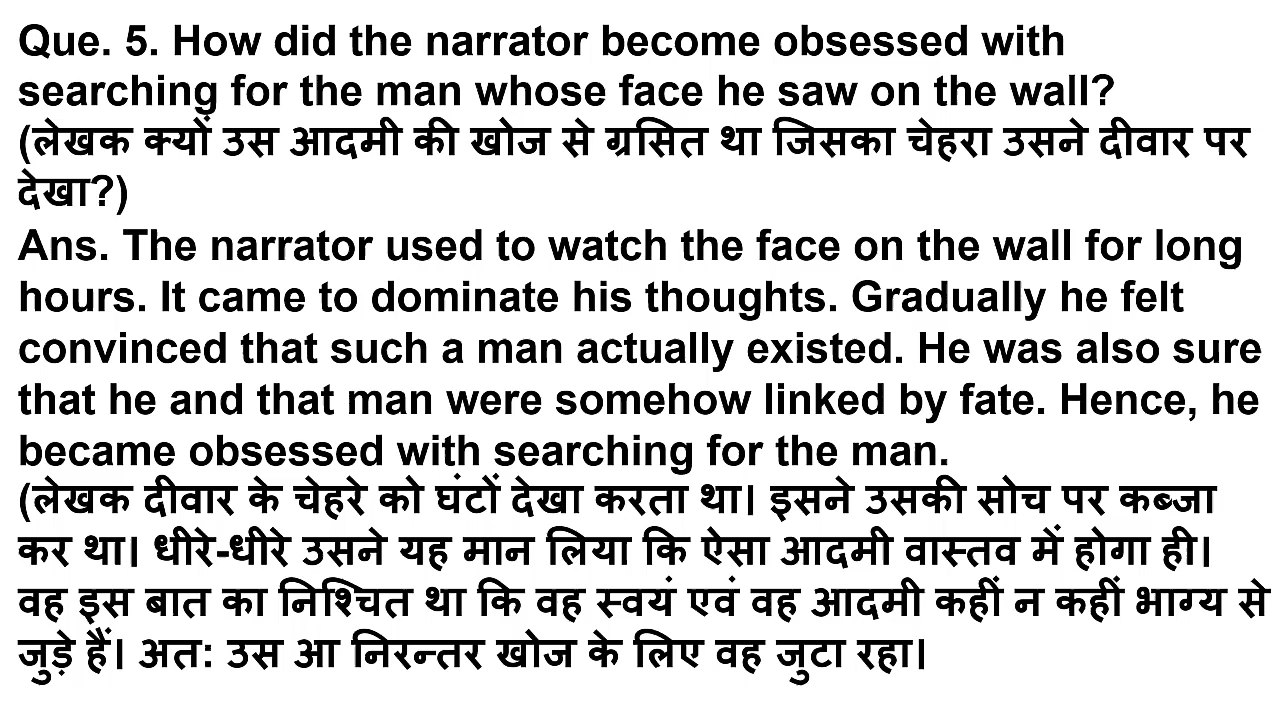 Que. 5. How did the narrator become obsessed with
searching for the man whose face he saw on the wall?
(लेखक क्यों उस आदमी की खोज से ग्रसित था जिसका चेहरा उसने दीवार पर
देखा?)
Ans. The narrator used to watch the face on the wall for long
hours. It came to dominate his thoughts. Gradually he felt
convinced that such a man actually existed. He was also sure
that he and that man were somehow linked by fate. Hence, he
became obsessed with searching for the man.
(लेखक दीवार के चेहरे को घंटों देखा करता था। इसने उसकी सोच पर कब्जा
कर था। धीरे-धीरे उसने यह मान लिया कि ऐसा आदमी वास्तव में होगा ही।
वह इस बात का निश्चित था कि वह स्वयं एवं वह आदमी कहीं न कहीं भाग्य से
जुड़े हैं। अत: उस आ निरन्तर खोज के लिए वह जुटा रहा।